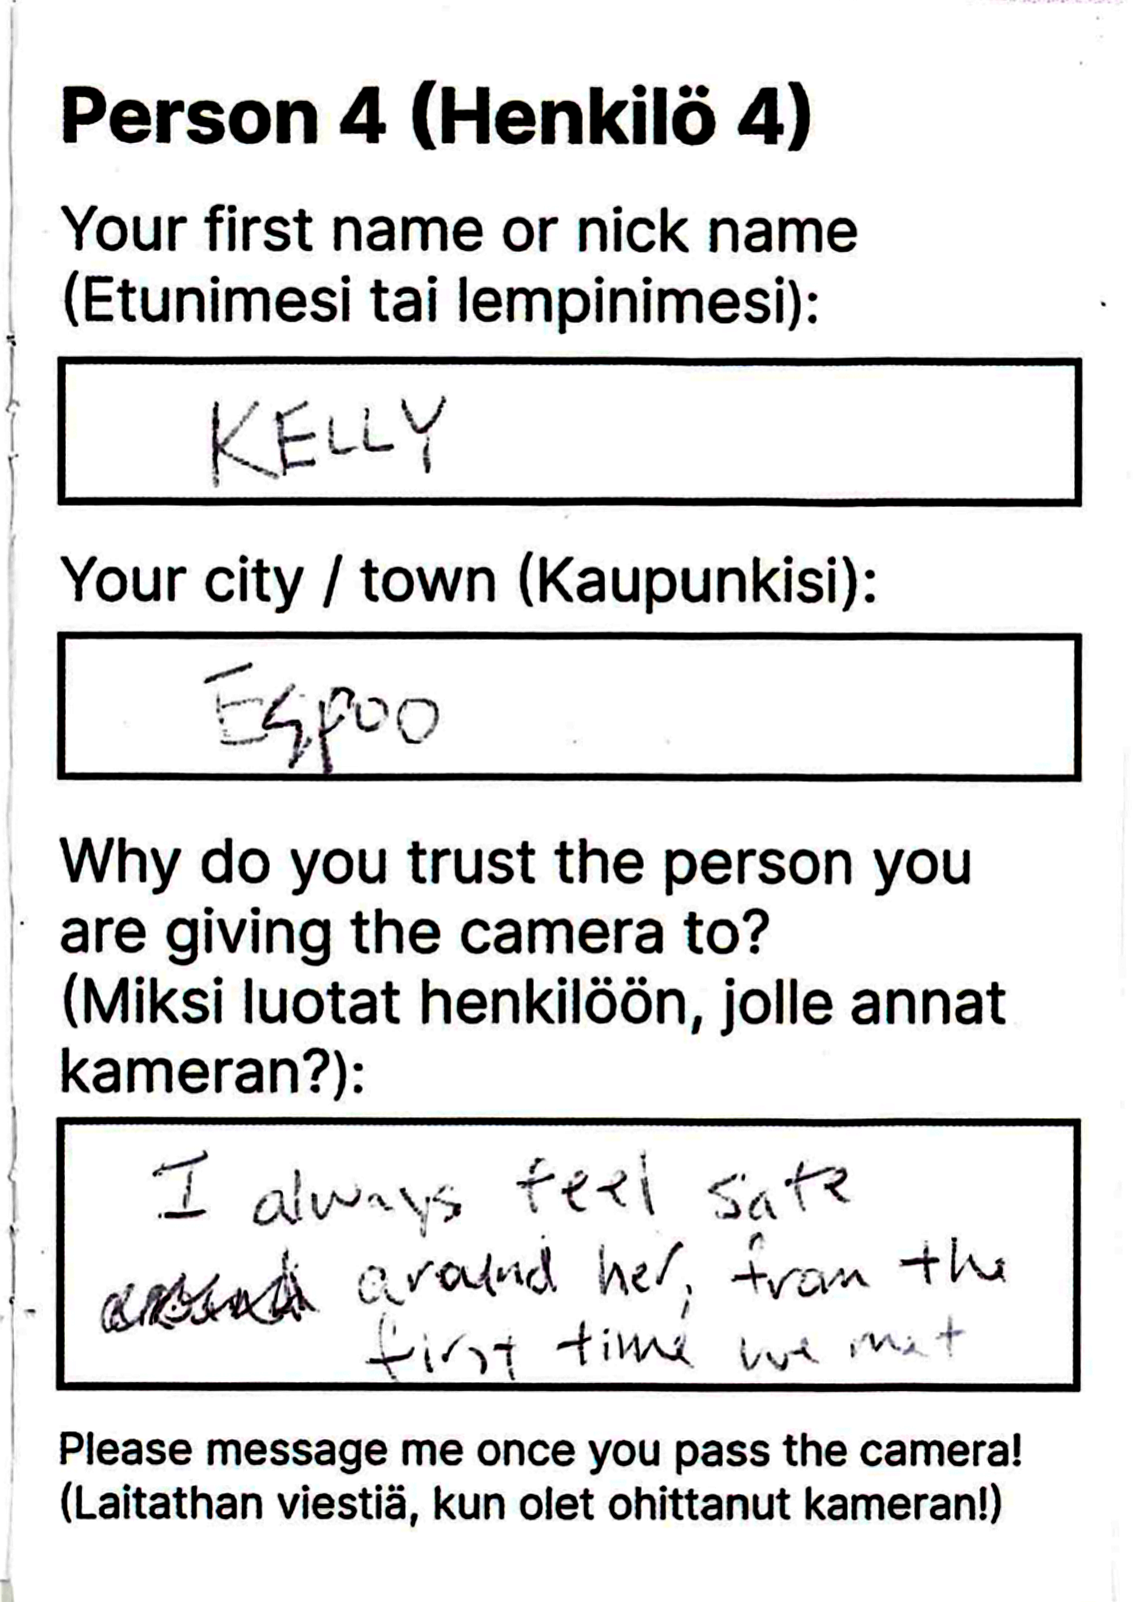 Person 4 (Henkilö 4)
Your first name or nick name
(Etunimesi tai lempinimesi):
KELLY
Your city / town (Kaupunkisi):
Espoo
Why do you trust the person you
are giving the camera to?
(Miksi luotat henkilöön, jolle annat
kameran?):
I always feel safe
around her, from the
first time we met
Please message me once you pass the camera!
(Laitathan viestiä, kun olet ohittanut kameran!)